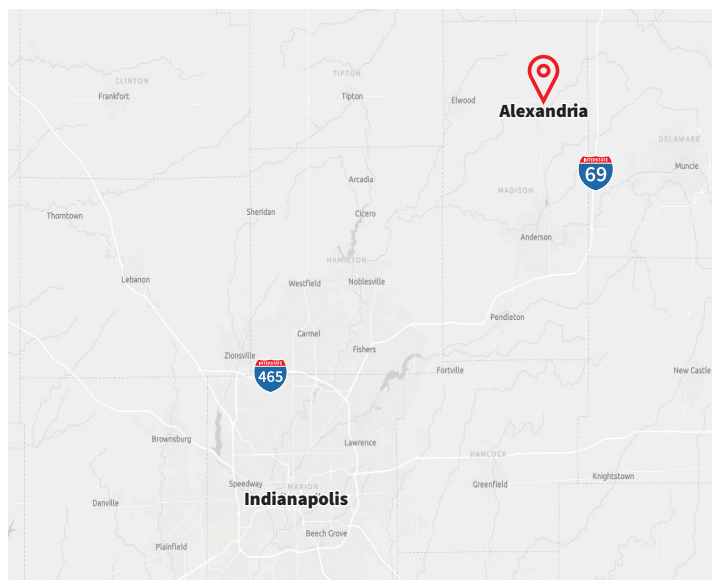 CLINTON
Frankfort
TIPTON
Tipton
Elwood
Alexandria
DELAWARE
Muncie
INTERSTATE
69
MADISON
Arcadia
Cicero
Sheridan
Thorntown
Anderson
HAMILTON
Lebanon
Westfield
Noblesville
Pendleton
Carmel
Fishers
Zionsville
INTERSTATE
465
Fortville
New Castle
Brownsburg
Lawrence
HANCOCK
Speedway
MARION
Indianapolis
Greenfield
Knightstown
Danville
Beech Grove
Plainfield